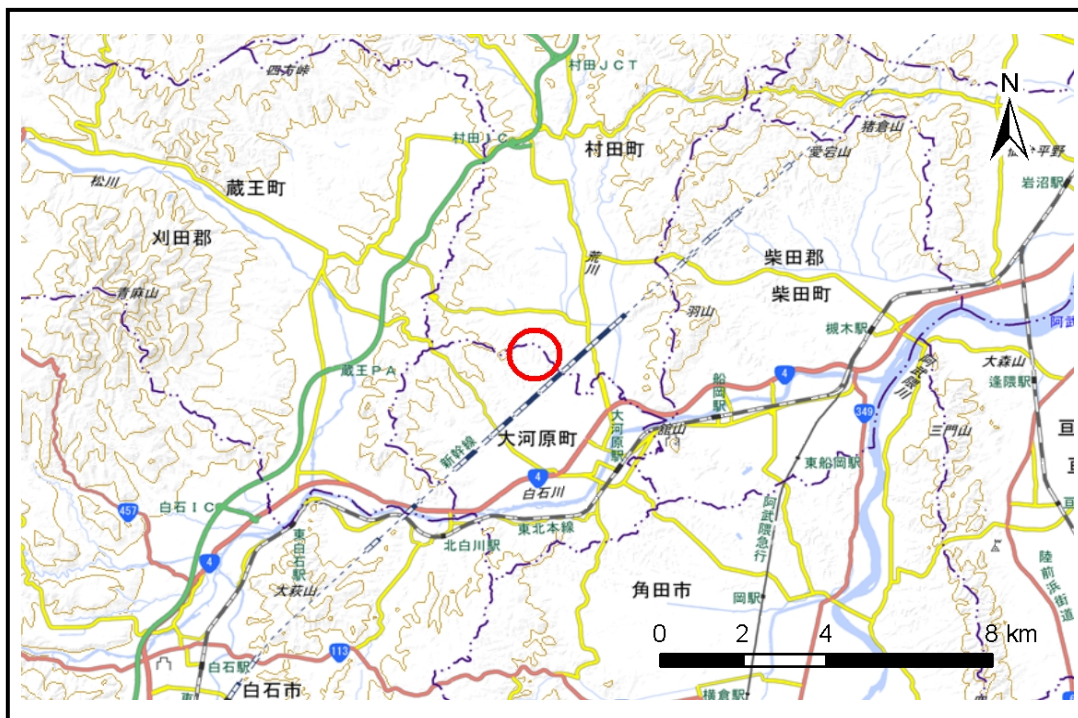 四方峠
村田ＪＣＴ
N
猪倉山
村田ＩＣ
村田町
愛宕山
平野
岩沼駅
松川
蔵王町
刈田郡
荒川
柴田郡
柴田町
青麻山
羽山
槻木駅
阿武
大森山
逢隈駅
阿武隈川
蔵王ＰＡ
4
船岡駅
349
大河原町
大河原駅
舘山
三門山
亘
新幹線
東船岡駅
4
白石川
457
白石ＩＣ
東北本線
阿武隈急行
亘
4
東白石駅
北白川駅
大萩山
角田市
岡駅
陸前浜街道
0 2 4 8 km
113
白石駅
白石市
横倉駅
東